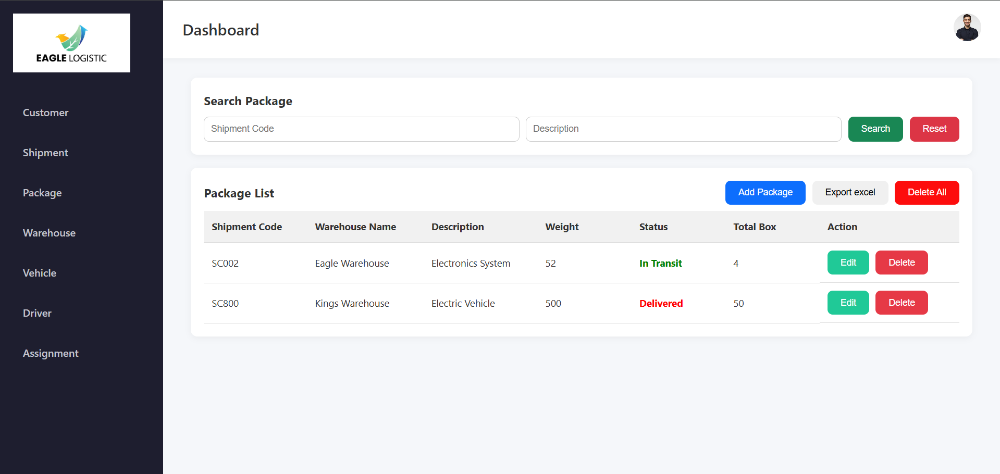 EAGLE LOGISTIC
Customer
Shipment
Package
Warehouse
Vehicle
Driver
Assignment
Dashboard
Search Package
Shipment Code Description Search Reset
Package List Add Package Export excel Delete All
Shipment Code Warehouse Name Description Weight Status Total Box Action
SC002 Eagle Warehouse Electronics System 52 In Transit 4 Edit Delete
SC800 Kings Warehouse Electric Vehicle 500 Delivered 50 Edit Delete